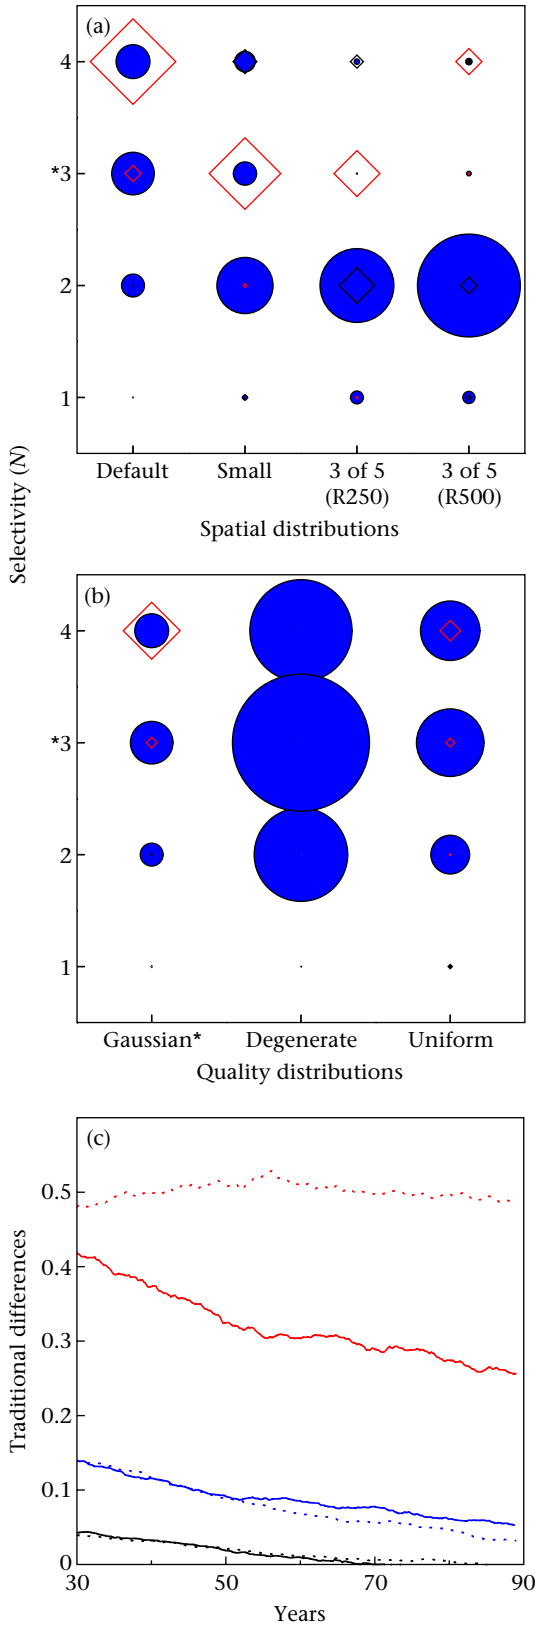 (a)
4
*3
2
1
Default Small 3 of 5 3 of 5
(R250) (R500)
Spatial distributions
Selectivity (N)
(b)
4
*3
2
1
Gaussian* Degenerate Uniform
Quality distributions
(c)
0.5
0.4
0.3
0.2
0.1
0
30 50 70 90
Years
Traditional differences